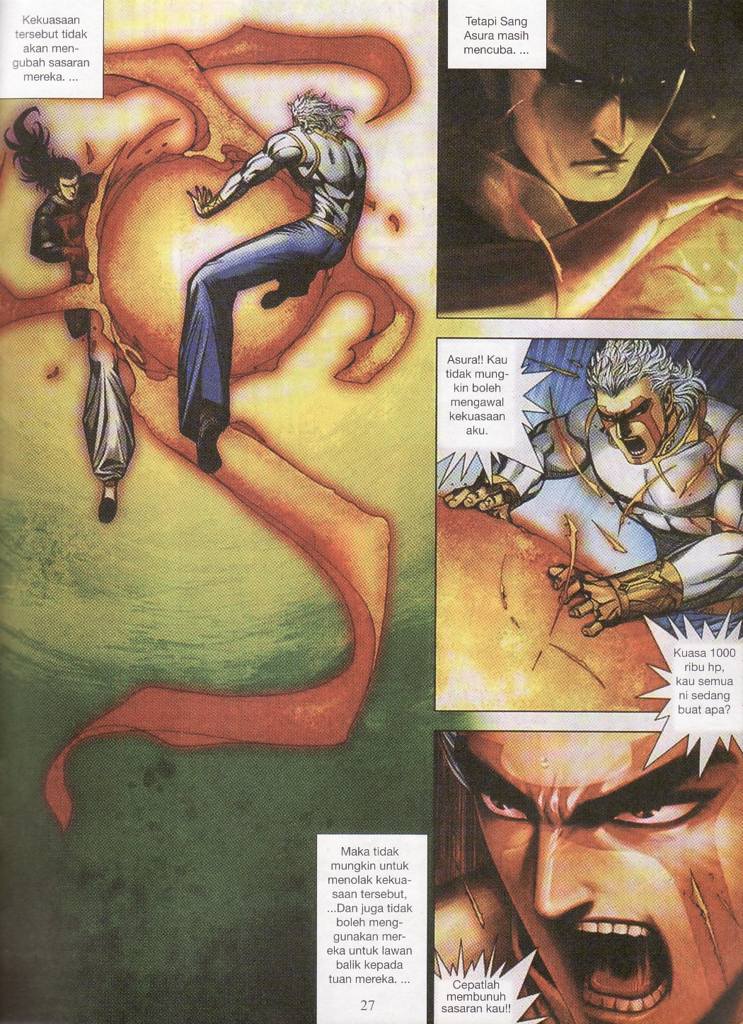 Kekuasaan
tersebut tidak
akan men-
gubah sasaran
mereka. ...
Maka tidak
mungkin untuk
menolak kekua-
saan tersebut,
...Dan juga tidak
boleh meng-
gunakan mer-
eka untuk lawan
balik kepada
tuan mereka. ...
27
Tetapi Sang
Asura masih
mencuba. ...
Asura!! Kau
tidak mung-
kin boleh
mengawal
kekuasaan
aku.
Kuasa 1000
ribu hp,
kau semua
ni sedang
buat apa?
Cepatlah
membunuh
sasaran kau!!